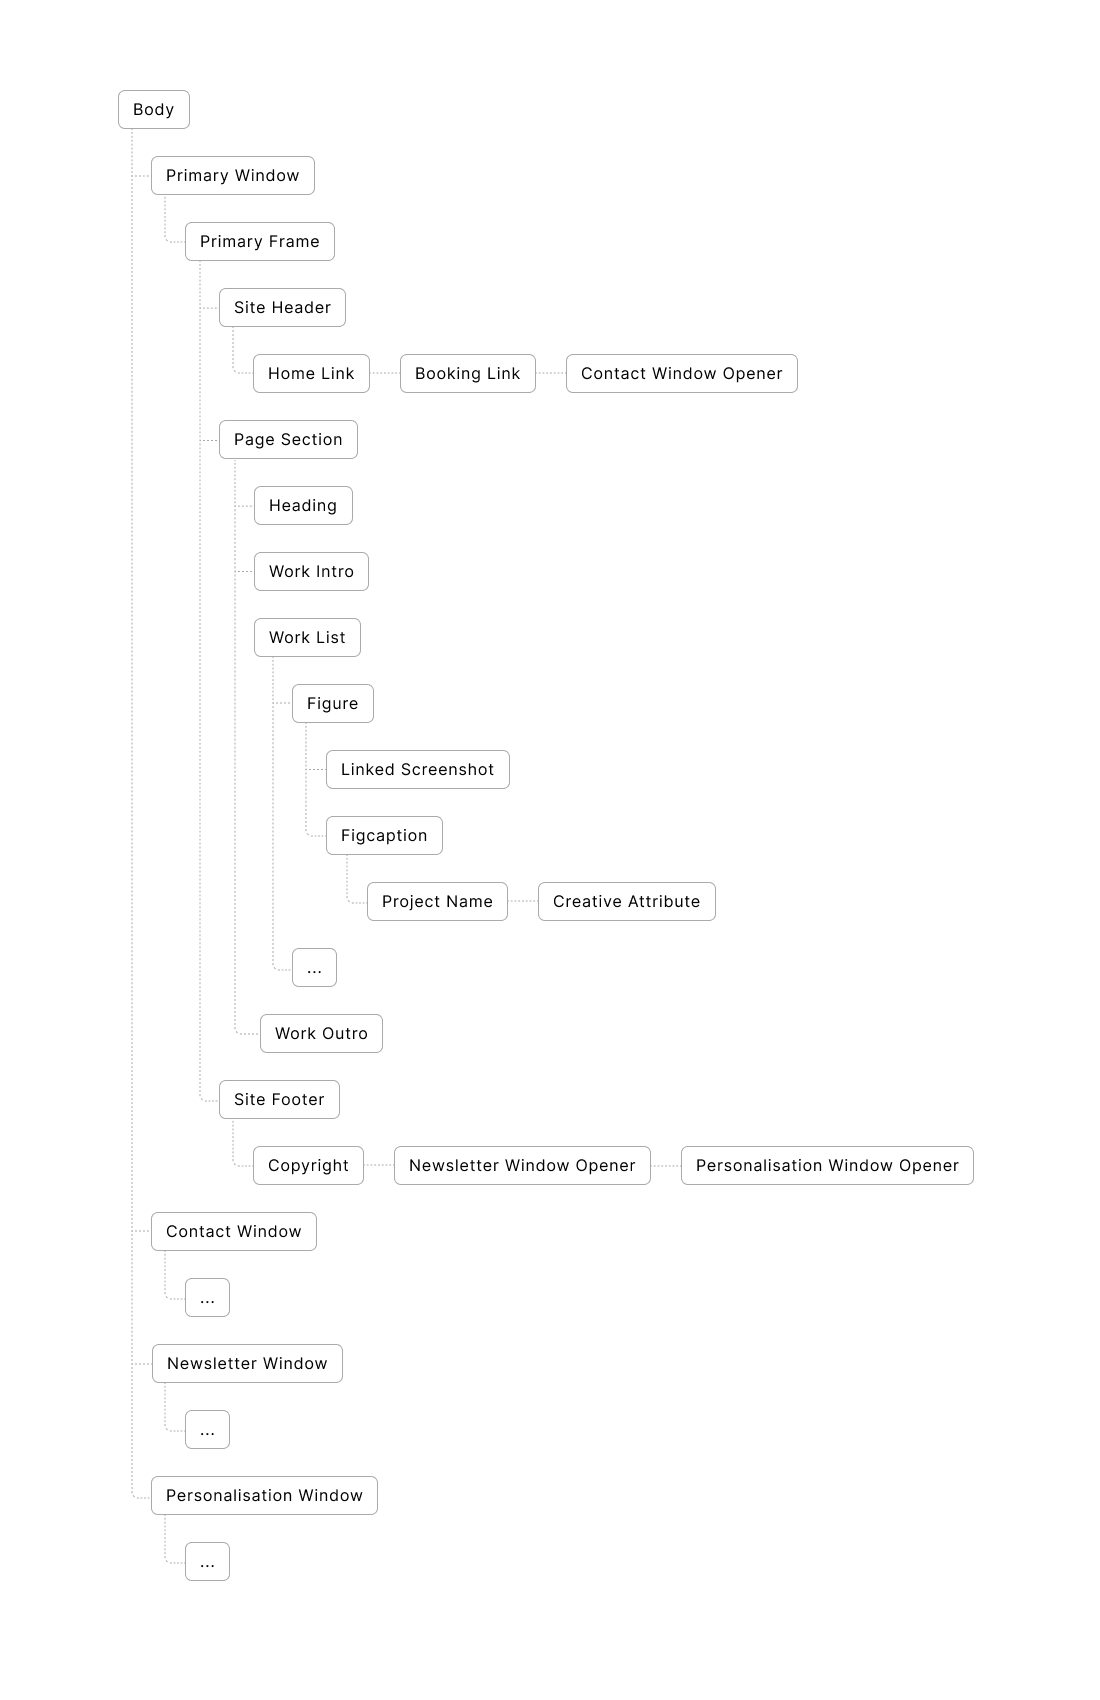 Body
Primary Window
Primary Frame
Site Header
Home Link Booking Link Contact Window Opener
Page Section
Heading
Work Intro
Work List
Figure
Linked Screenshot
Figcaption
Project Name Creative Attribute
...
Work Outro
Site Footer
Copyright Newsletter Window Opener Personalisation Window Opener
Contact Window
...
Newsletter Window
...
Personalisation Window
...